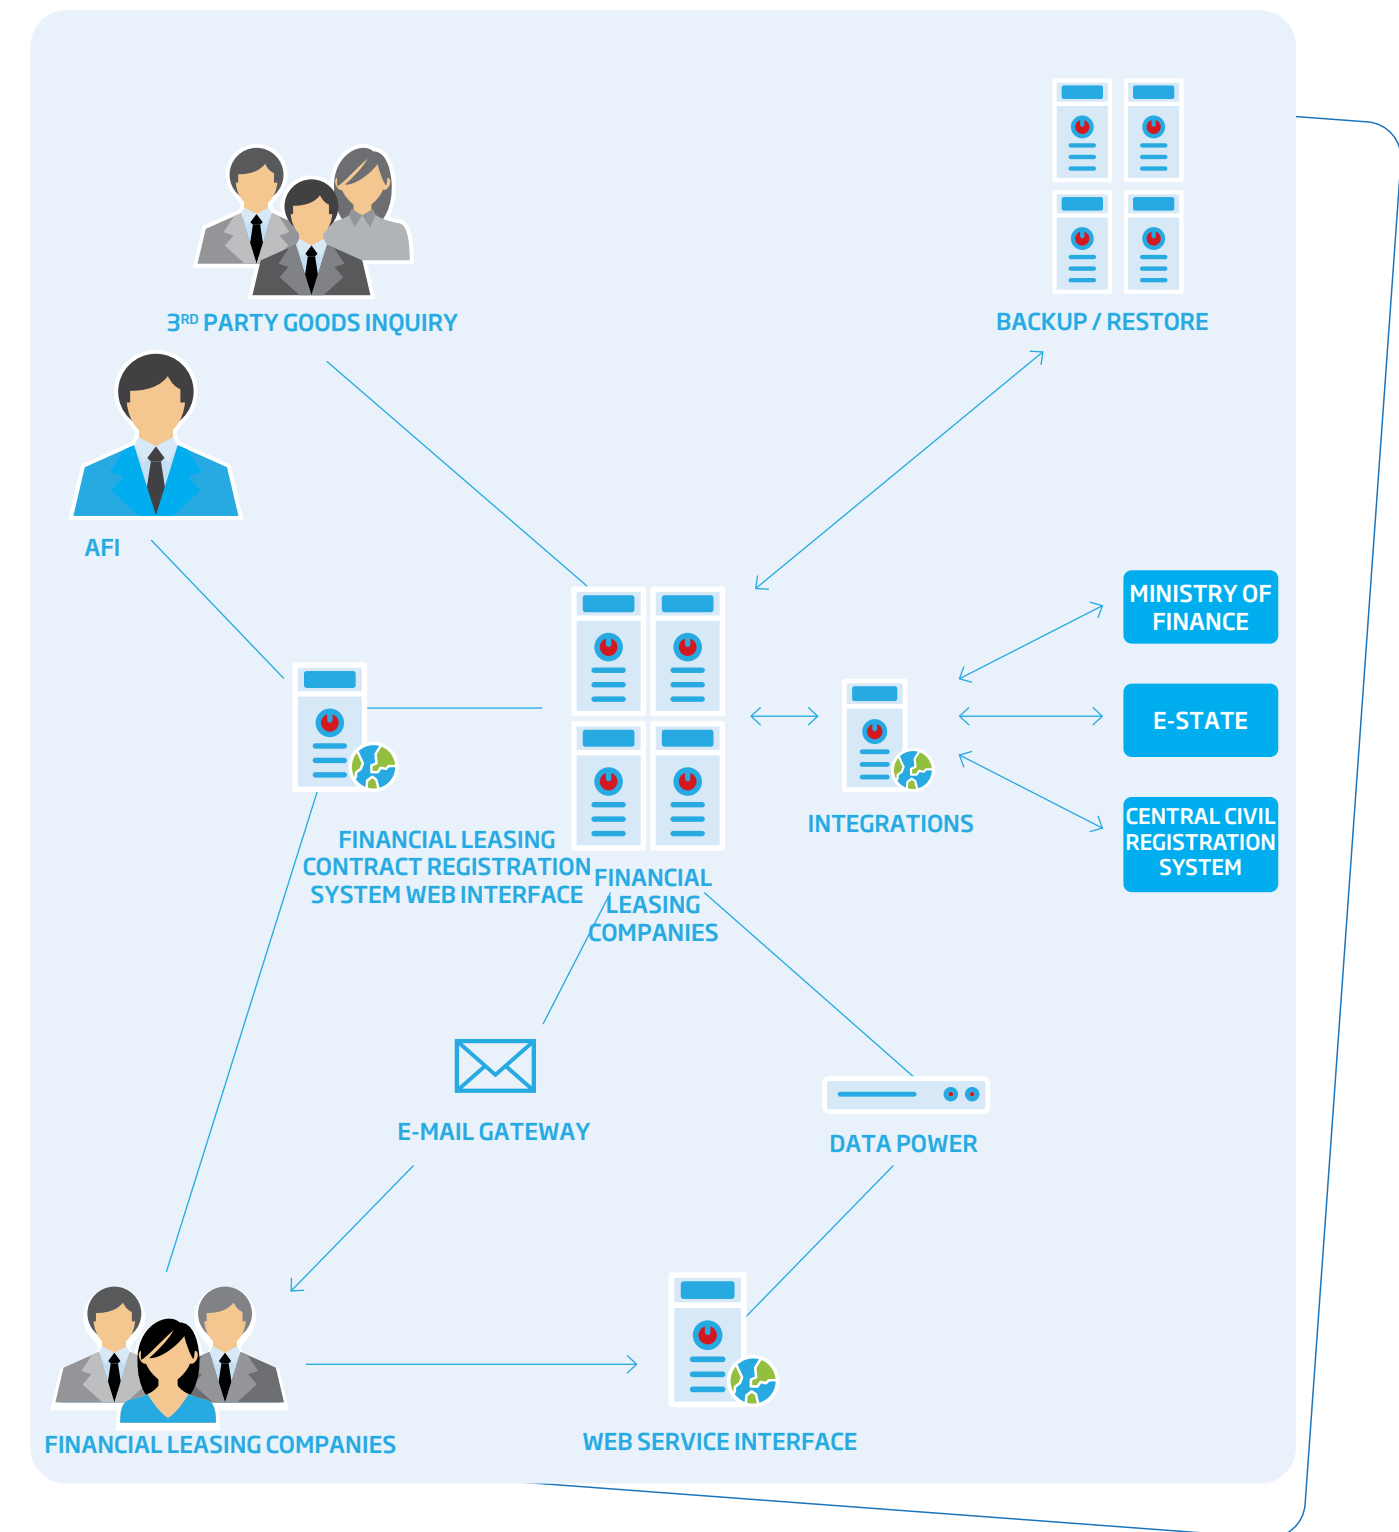 3RD PARTY GOODS INQUIRY
BACKUP / RESTORE
AFI
MINISTRY OF
FINANCE
E-STATE
CENTRAL CIVIL
REGISTRATION
SYSTEM
INTEGRATIONS
FINANCIAL LEASING
CONTRACT REGISTRATION
SYSTEM WEB INTERFACE
FINANCIAL
LEASING
COMPANIES
E-MAIL GATEWAY
DATA POWER
FINANCIAL LEASING COMPANIES
WEB SERVICE INTERFACE